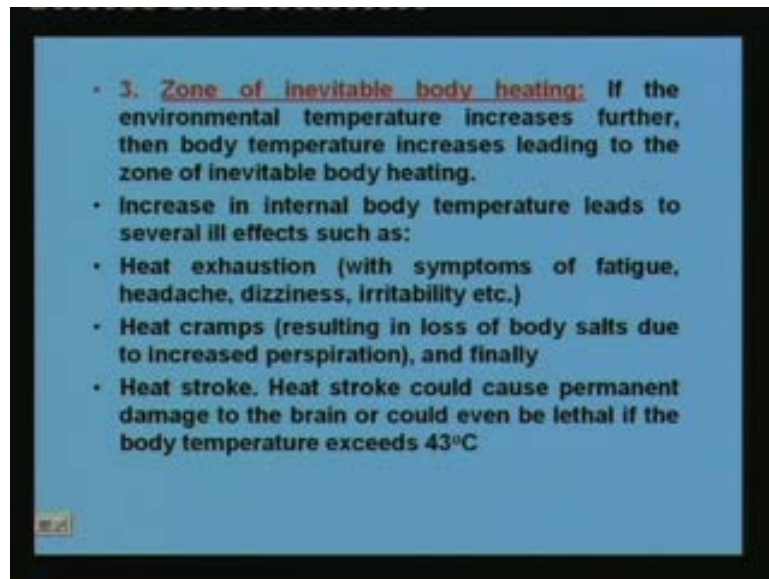 • 3. Zone of inevitable body heating: If the
environmental temperature increases further,
then body temperature increases leading to the
zone of inevitable body heating.
• Increase in internal body temperature leads to
several ill effects such as:
• Heat exhaustion (with symptoms of fatigue,
headache, dizziness, irritability etc.)
• Heat cramps (resulting in loss of body salts due
to increased perspiration), and finally
• Heat stroke. Heat stroke could cause permanent
damage to the brain or could even be lethal if the
body temperature exceeds 43°C